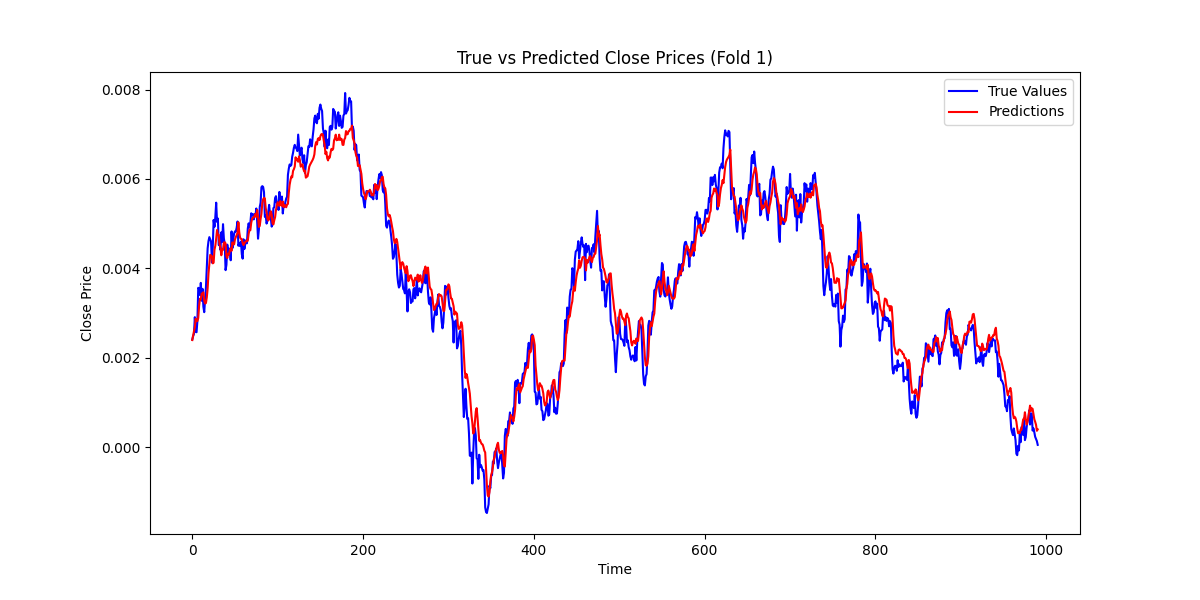 True vs Predicted Close Prices (Fold 1)
True Values
Predictions
Close Price
0.008
0.006
0.004
0.002
0.000
0
200
400
600
800
1000
Time